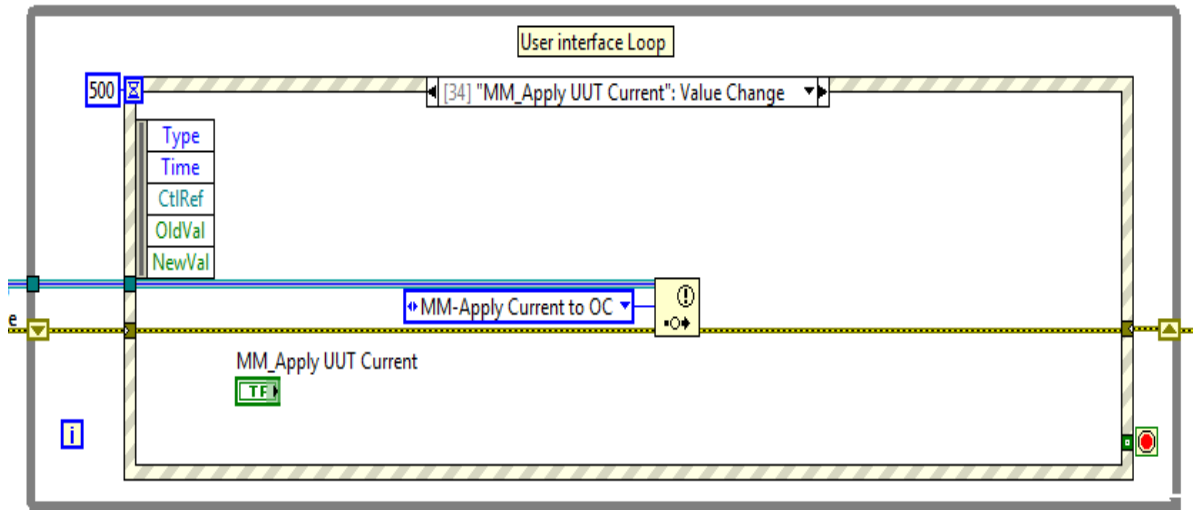 User interface Loop
500
[34] "MM_Apply UUT Current": Value Change
Type
Time
CtlRef
OldVal
NewVal
MM-Apply Current to OC
e
MM_Apply UUT Current
TF
i